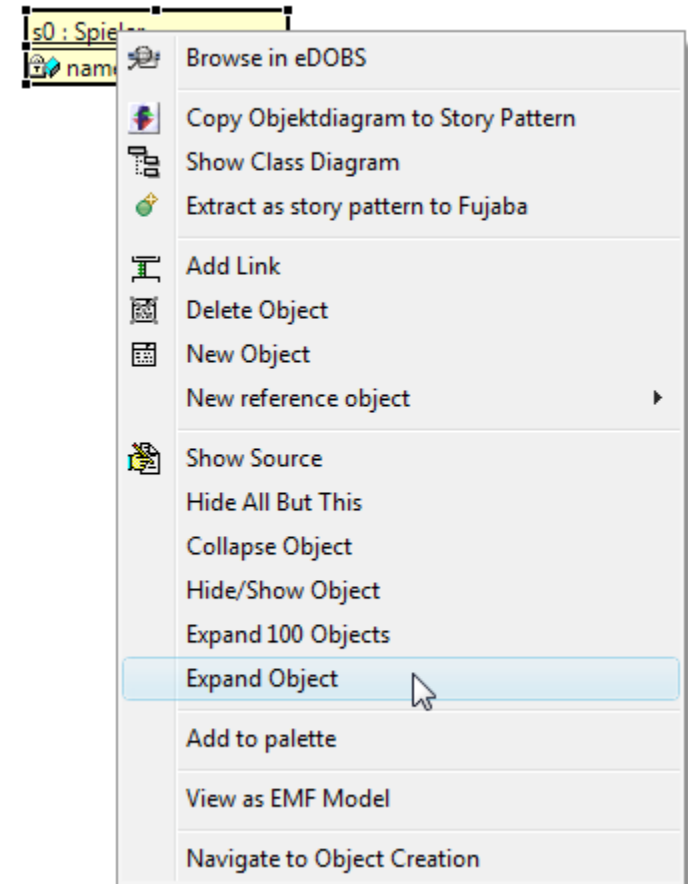 s0 : Spieler
name
Browse in eDOBS
Copy Objektdiagram to Story Pattern
Show Class Diagram
Extract as story pattern to Fujaba
Add Link
Delete Object
New Object
New reference object
Show Source
Hide All But This
Collapse Object
Hide/Show Object
Expand 100 Objects
Expand Object
Add to palette
View as EMF Model
Navigate to Object Creation